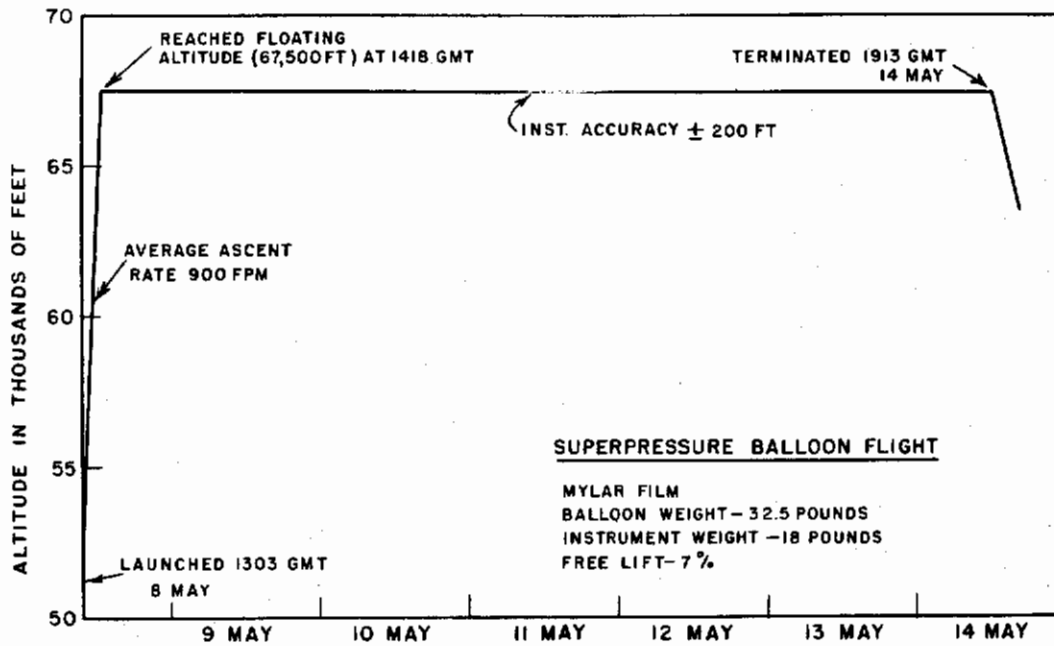 70
REACHED FLOATING
ALTITUDE (67,500 FT) AT 1418 GMT
TERMINATED 1913 GMT
14 MAY
INST. ACCURACY ± 200 FT
65
ALTITUDE IN THOUSANDS OF FEET
AVERAGE ASCENT
RATE 900 FPM
60
55
SUPERPRESSURE BALLOON FLIGHT
MYLAR FILM
BALLOON WEIGHT-32.5 POUNDS
INSTRUMENT WEIGHT-18 POUNDS
FREE LIFT-7%
LAUNCHED 1303 GMT
8 MAY
50
9 MAY 10 MAY 11 MAY 12 MAY 13 MAY 14 MAY